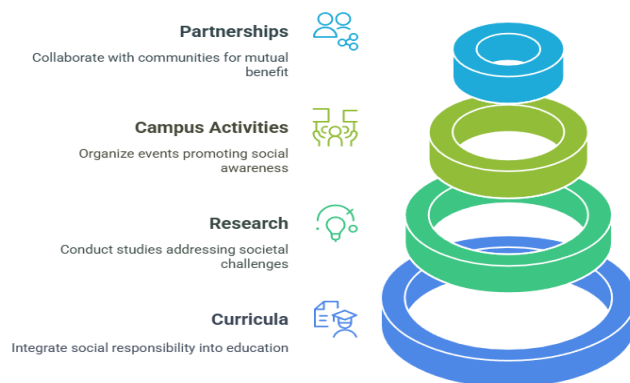 Partnerships
Collaborate with communities for mutual
benefit
Campus Activities
Organize events promoting social
awareness
Research
Conduct studies addressing societal
challenges
Curricula
Integrate social responsibility into education